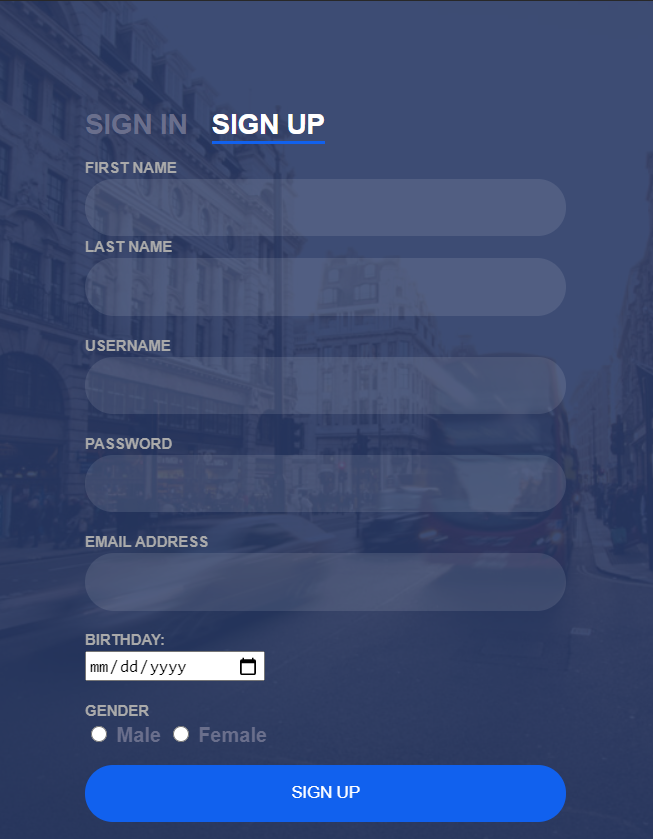 SIGN IN SIGN UP
FIRST NAME
LAST NAME
USERNAME
PASSWORD
EMAIL ADDRESS
BIRTHDAY:
mm/dd/yyyy
GENDER
Male Female
SIGN UP